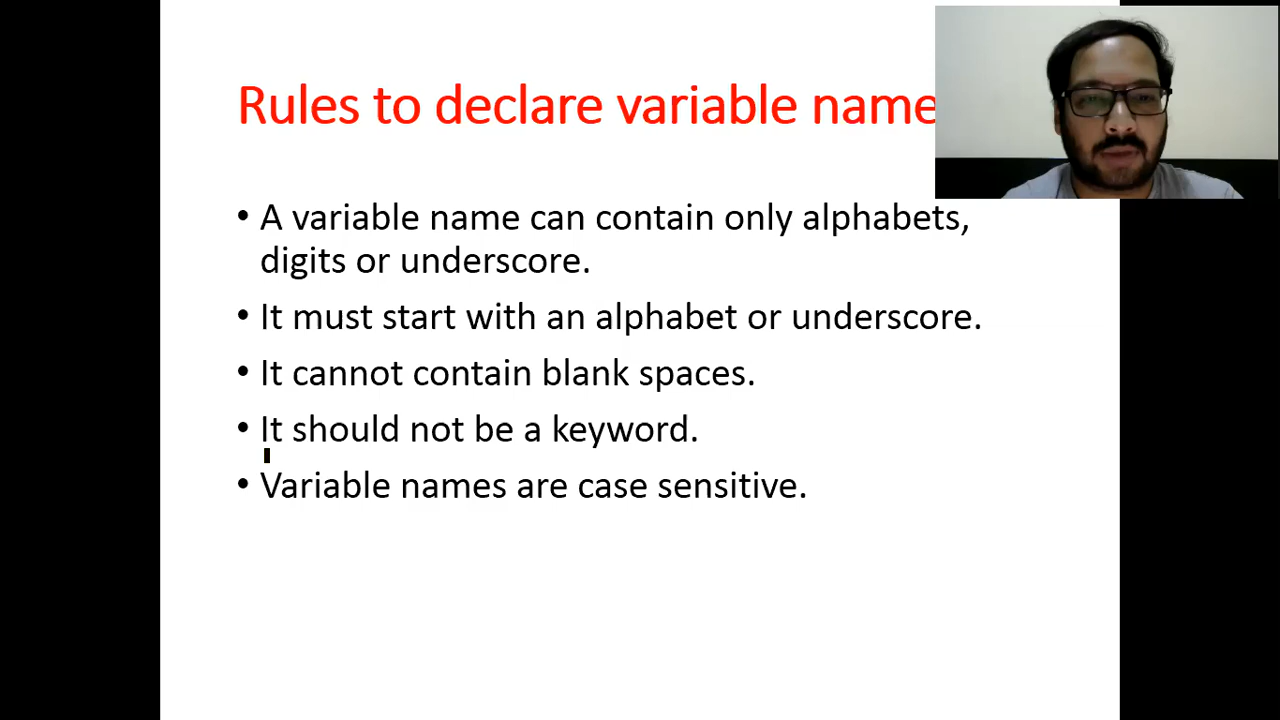 Rules to declare variable name
• A variable name can contain only alphabets,
digits or underscore.
• It must start with an alphabet or underscore.
• It cannot contain blank spaces.
• It should not be a keyword.
• Variable names are case sensitive.